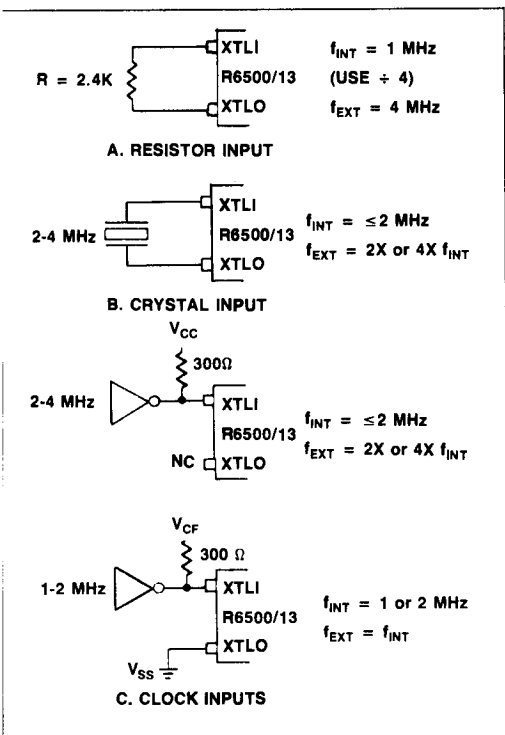 XTLI
R6500/13
XTLO
R = 2.4K
fINT = 1 MHz
(USE ÷ 4)
fEXT = 4 MHz
A. RESISTOR INPUT
XTLI
R6500/13
XTLO
2-4 MHz
fINT = ≤2 MHz
fEXT = 2X or 4X fINT
B. CRYSTAL INPUT
VCC
300Ω
2-4 MHz
XTLI
R6500/13
NC
XTLO
fINT = ≤2 MHz
fEXT = 2X or 4X fINT
VCF
300 Ω
1-2 MHz
XTLI
R6500/13
XTLO
VSS
fINT = 1 or 2 MHz
fEXT = fINT
C. CLOCK INPUTS